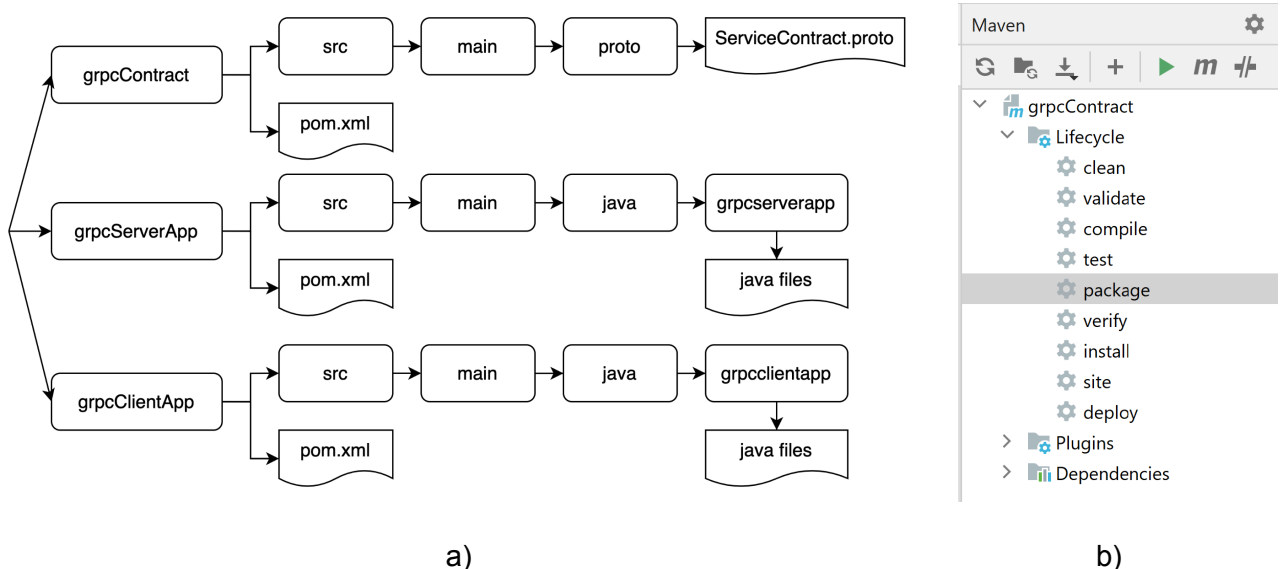 grpcContract
src
main
proto
ServiceContract.proto
pom.xml
grpcServerApp
src
main
java
grpcserverapp
pom.xml
java files
grpcClientApp
src
main
java
grpcclientapp
pom.xml
java files
a)
Maven
m
m grpcContract
Lifecycle
clean
validate
compile
test
package
verify
install
site
deploy
Plugins
Dependencies
b)